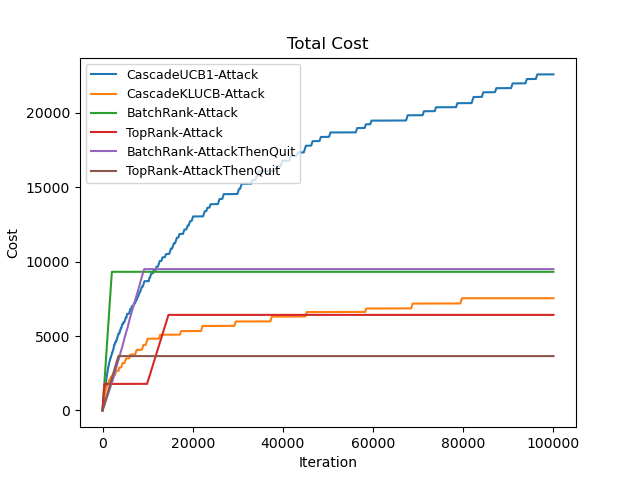 Total Cost
CascadeUCB1-Attack
CascadeKLUCB-Attack
BatchRank-Attack
TopRank-Attack
BatchRank-AttackThenQuit
TopRank-AttackThenQuit
20000
15000
10000
5000
0
Cost
0 20000 40000 60000 80000 100000
Iteration